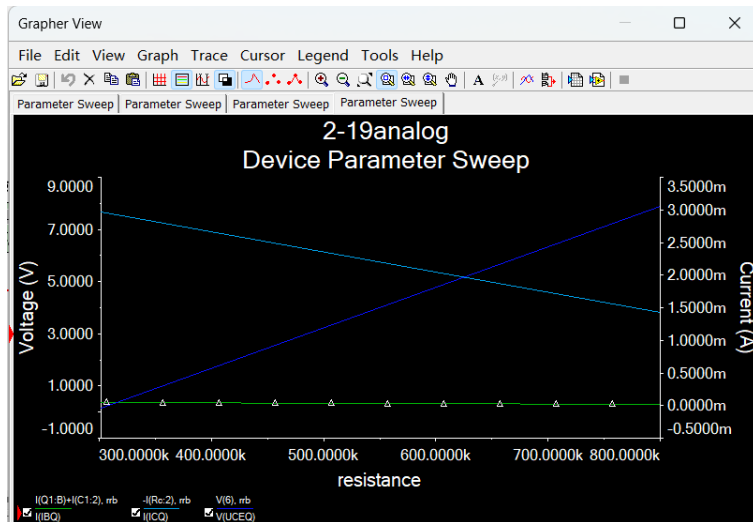 Grapher View
File Edit View Graph Trace Cursor Legend Tools Help
A
Parameter Sweep Parameter Sweep Parameter Sweep Parameter Sweep
2-19analog
Device Parameter Sweep
9.0000
7.0000
5.0000
3.0000
1.0000
-1.0000
Voltage (V)
3.5000m
3.0000m
2.5000m
2.0000m
1.5000m
1.0000m
0.5000m
0.0000m
-0.5000m
Current (A)
300.0000k 400.0000k 500.0000k 600.0000k 700.0000k 800.0000k
resistance
I(Q1:B)+I(C1:2), rrb -I(Rc:2), rrb V(6), rrb
I(IBQ) I(ICQ) V(UCEQ)